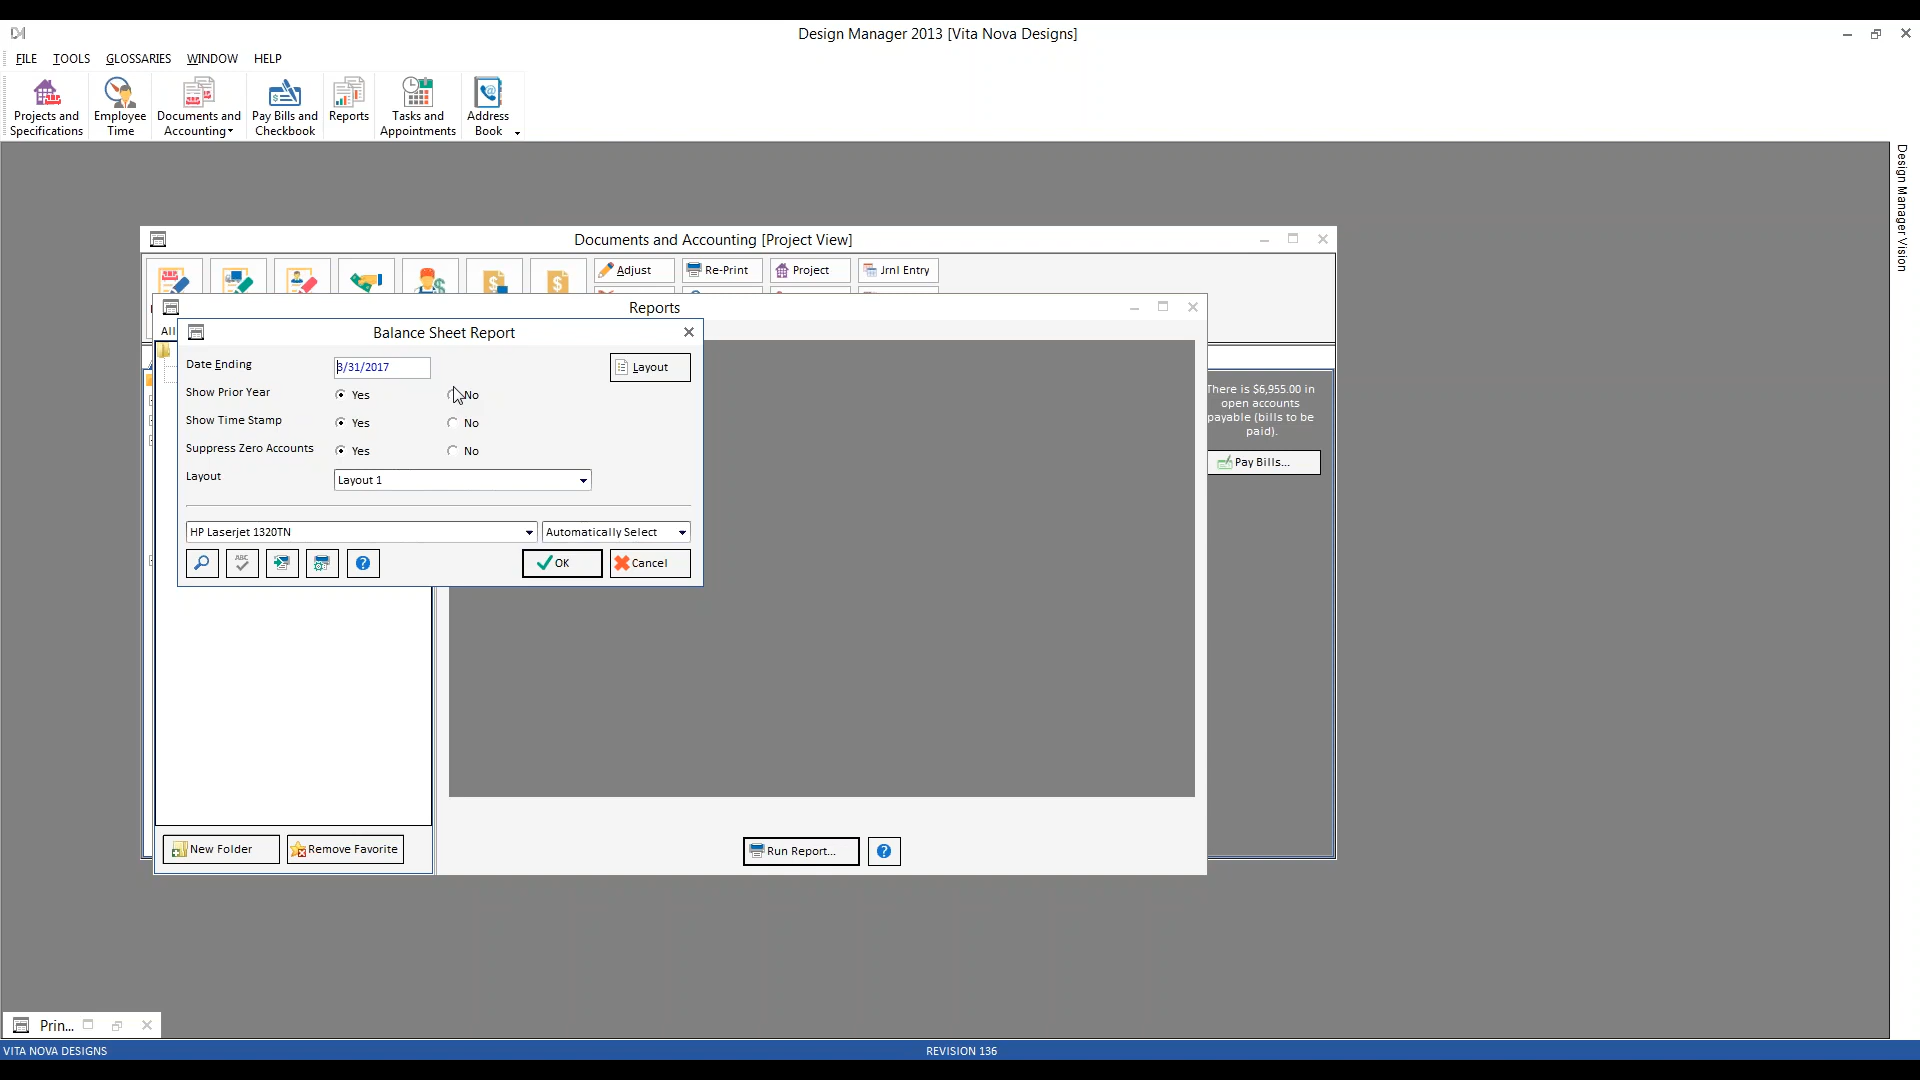 Design Manager 2013 [Vita Nova Designs]
FILE TOOLS GLOSSARIES WINDOW HELP
Projects and
Specifications
Employee
Time
Documents and
Accounting
Pay Bills and
Checkbook
Reports
Tasks and
Appointments
Address
Book
Design Manager Vision
Documents and Accounting [Project View]
Adjust
Re-Print
Project
Jrnl Entry
Reports
All
Balance Sheet Report
Date Ending 3/31/2017
Layout
Show Prior Year Yes No
Show Time Stamp Yes No
Suppress Zero Accounts Yes No
Layout Layout 1
HP Laserjet 1320TN Automatically Select
ABC
OK
Cancel
There is $6,955.00 in
open accounts
payable (bills to be
paid).
Pay Bills...
New Folder
Remove Favorite
Run Report...
Prin...
VITA NOVA DESIGNS
REVISION 136